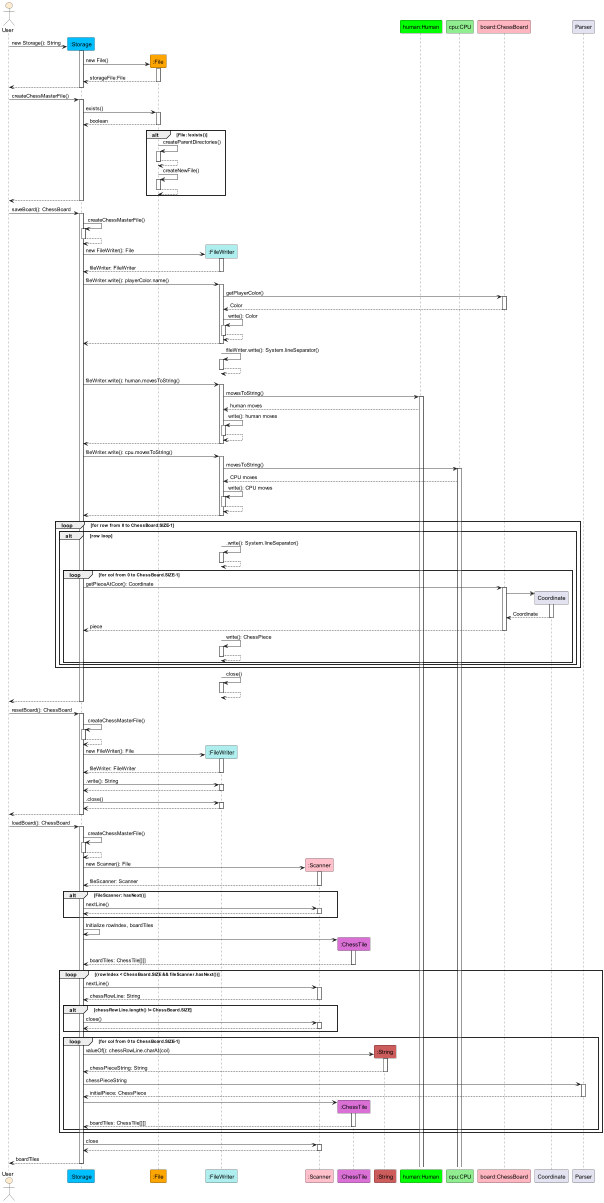 User
human:Human
cpu:CPU
board:ChessBoard
Parser
new Storage(): String
:Storage
new File()
:File
storageFile:File
createChessMasterFile()
exists()
boolean
alt [File: !exists()]
createParentDirectories()
createNewFile()
saveBoard(): ChessBoard
createChessMasterFile()
new FileWriter(): File
:FileWriter
fileWriter: FileWriter
fileWriter.write(): playerColor.name()
getPlayerColor()
Color
write(): Color
fileWriter.write(): System.lineSeparator()
fileWriter.write(): human.movesToString()
movesToString()
human moves
write(): human moves
fileWriter.write(): cpu.movesToString()
movesToString()
CPU moves
write(): CPU moves
loop [for row from 0 to ChessBoard.SIZE-1]
alt [row loop]
.write(): System.lineSeparator()
loop [for col from 0 to ChessBoard.SIZE-1]
getPieceAtCoor(): Coordinate
Coordinate
Coordinate
piece
write(): ChessPiece
close()
resetBoard(): ChessBoard
createChessMasterFile()
new FileWriter(): File
:FileWriter
fileWriter: FileWriter
.write(): String
.close()
loadBoard(): ChessBoard
createChessMasterFile()
new Scanner(): File
:Scanner
fileScanner: Scanner
alt [FileScanner: hasNext()]
nextLine()
Initialize rowIndex, boardTiles
:ChessTile
boardTiles: ChessTile[][]
loop [(rowIndex < ChessBoard.SIZE && fileScanner.hasNext())]
nextLine()
chessRowLine: String
alt [chessRowLine.length() != ChessBoard.SIZE]
close()
loop [for col from 0 to ChessBoard.SIZE-1]
valueOf(): chessRowLine.charAt(col)
:String
chessPieceString: String
chessPieceString
initialPiece: ChessPiece
:ChessTile
boardTiles: ChessTile[][]
close
boardTiles
User
:Storage
:File
:FileWriter
:Scanner
:ChessTile
:String
human:Human
cpu:CPU
board:ChessBoard
Coordinate
Parser